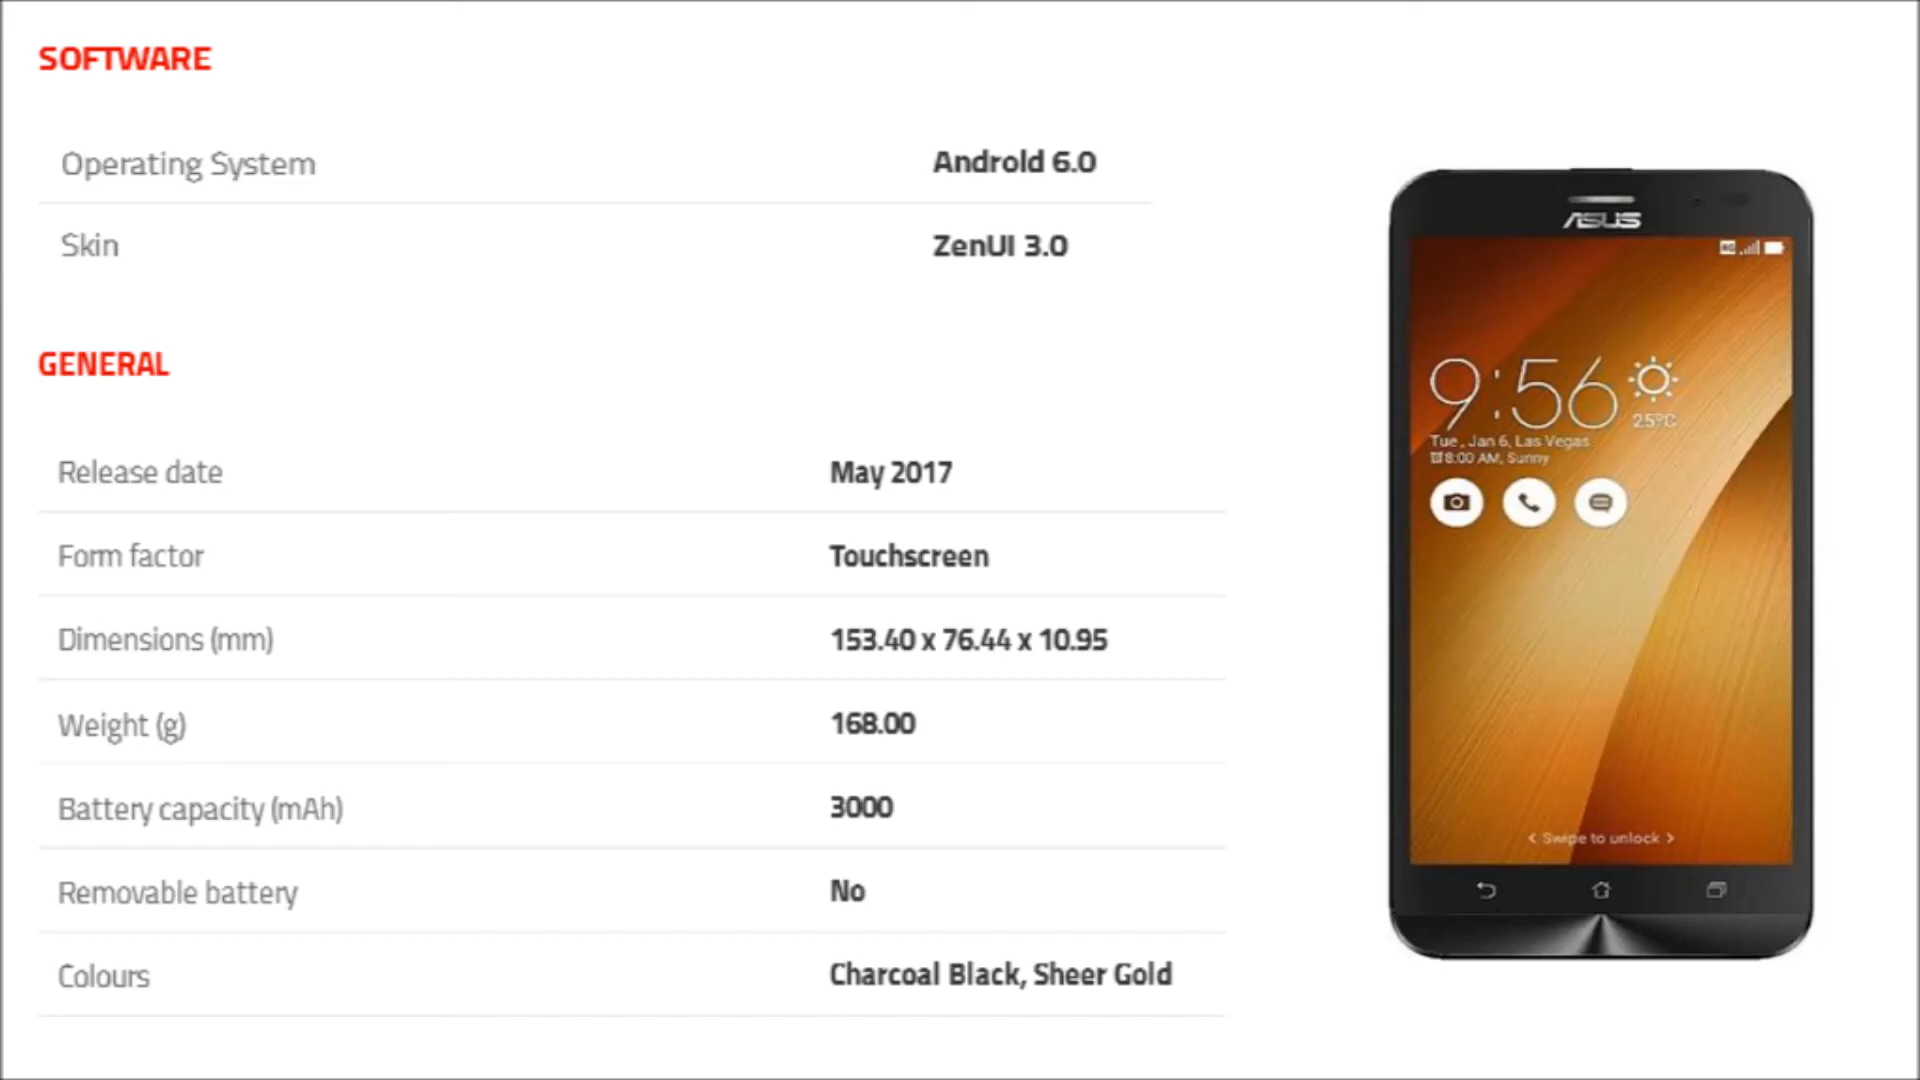 SOFTWARE
Operating System Android 6.0
Skin ZenUI 3.0
GENERAL
Release date May 2017
Form factor Touchscreen
Dimensions (mm) 153.40 x 76.44 x 10.95
Weight (g) 168.00
Battery capacity (mAh) 3000
Removable battery No
Colours Charcoal Black, Sheer Gold
ASUS
9:56
25°C
Tue, Jan 6, Las Vegas
8:00 AM, Sunny
< Swipe to unlock >